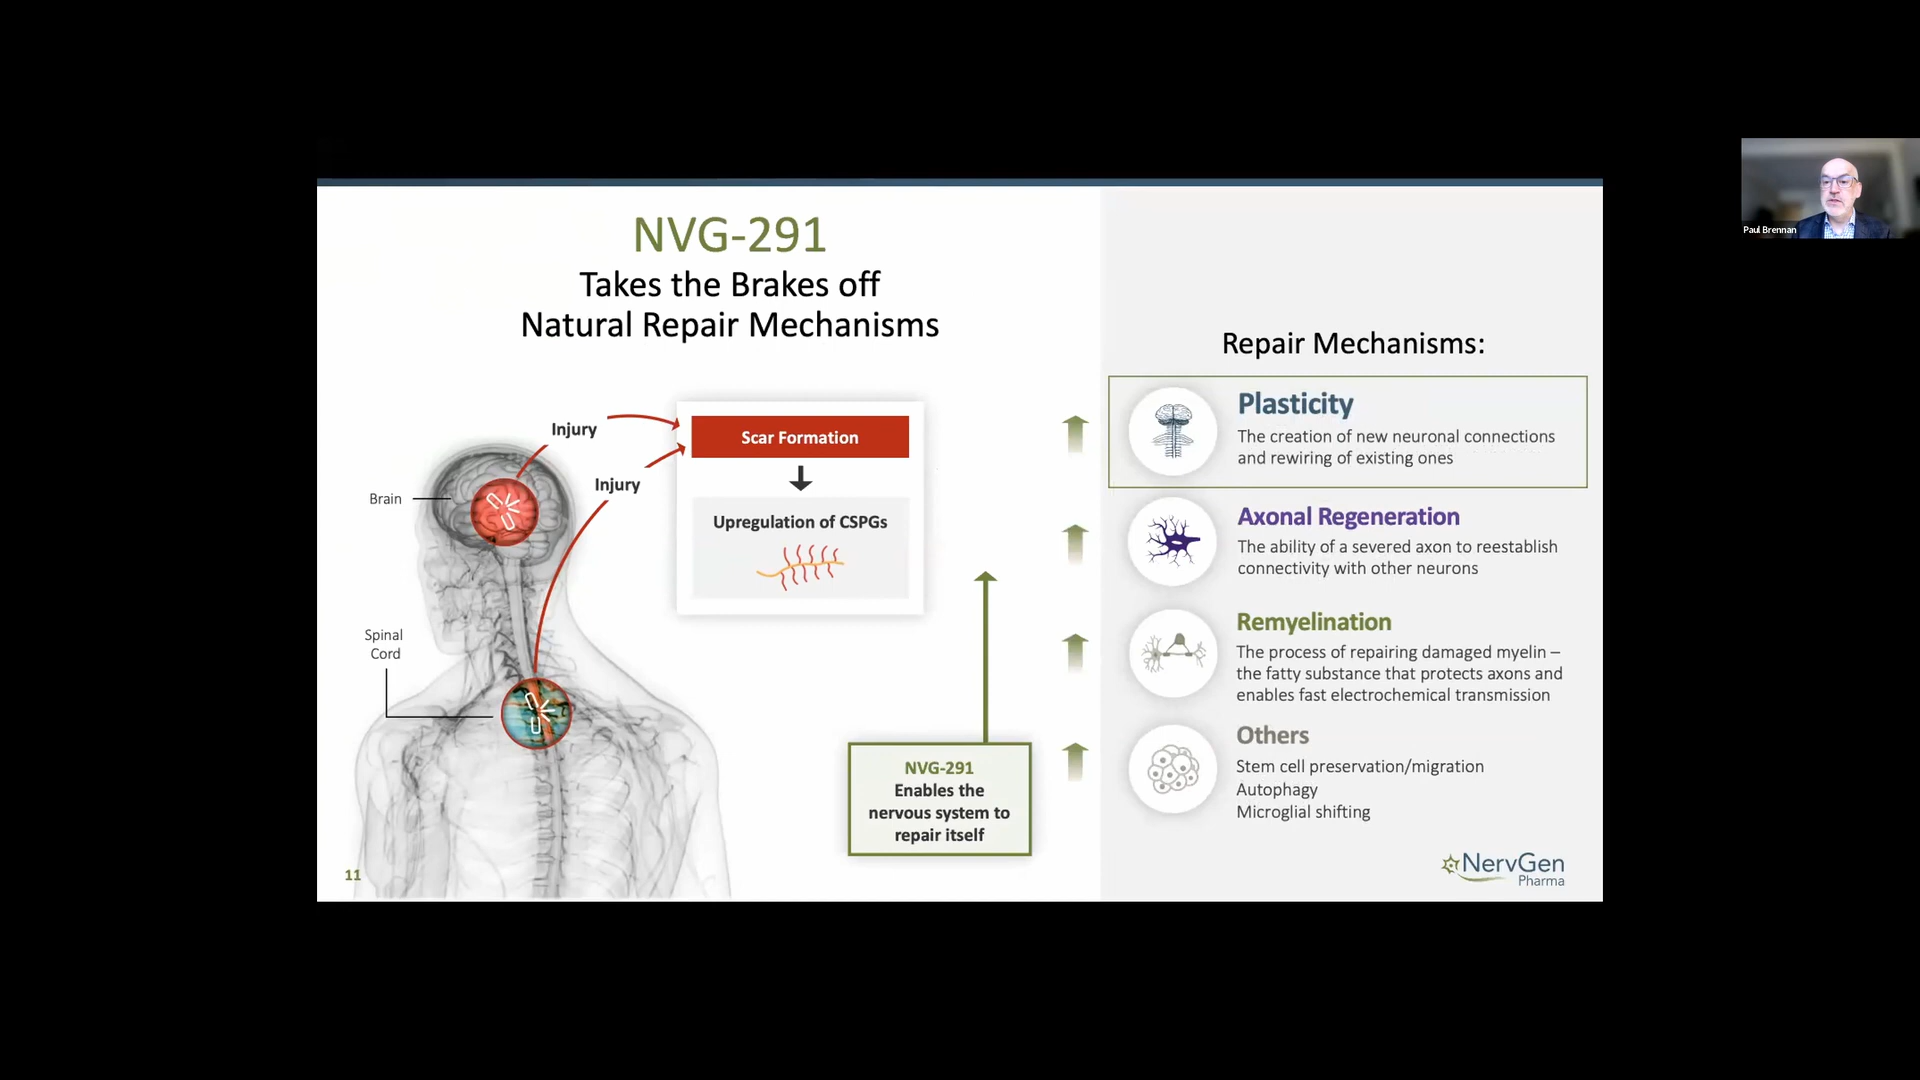 NVG-291
Takes the Brakes off
Natural Repair Mechanisms
Injury
Injury
Brain
Spinal
Cord
Scar Formation
Upregulation of CSPGs
NVG-291
Enables the
nervous system to
repair itself
11
Repair Mechanisms:
Plasticity
The creation of new neuronal connections
and rewiring of existing ones
Axonal Regeneration
The ability of a severed axon to reestablish
connectivity with other neurons
Remyelination
The process of repairing damaged myelin –
the fatty substance that protects axons and
enables fast electrochemical transmission
Others
Stem cell preservation/migration
Autophagy
Microglial shifting
NervGen
Pharma
Paul Brennan